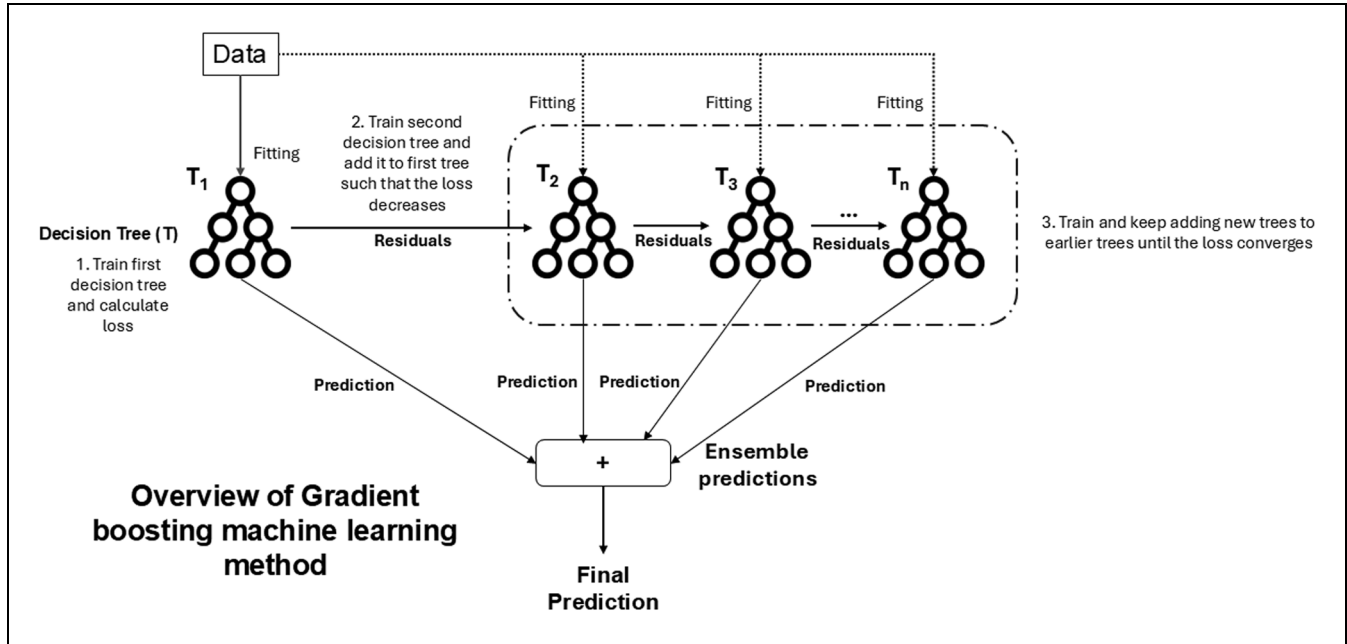 Data
Fitting
Fitting
Fitting
Fitting
2. Train second
decision tree and
add it to first tree
such that the loss
decreases
T1
T2
T3
Tn
Decision Tree (T)
1. Train first
decision tree
and calculate
loss
Residuals
Residuals
...
Residuals
3. Train and keep adding new trees to
earlier trees until the loss converges
Prediction
Prediction
Prediction
Prediction
+
Ensemble
predictions
Overview of Gradient
boosting machine learning
method
Final
Prediction